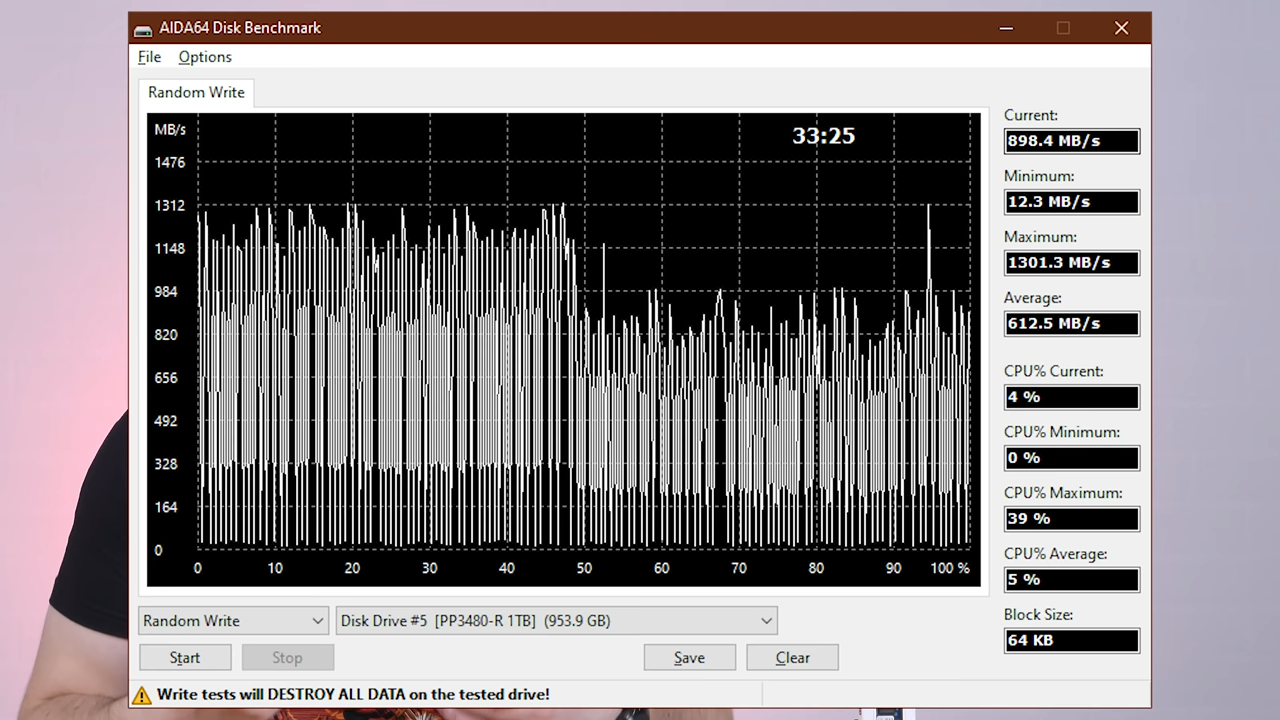 AIDA64 Disk Benchmark
File Options
Random Write
MB/s
33:25
1476
1312
1148
984
820
656
492
328
164
0
0 10 20 30 40 50 60 70 80 90 100 %
Current:
898.4 MB/s
Minimum:
12.3 MB/s
Maximum:
1301.3 MB/s
Average:
612.5 MB/s
CPU% Current:
4 %
CPU% Minimum:
0 %
CPU% Maximum:
39 %
CPU% Average:
5 %
Block Size:
64 KB
Random Write Disk Drive #5 [PP3480-R 1TB] (953.9 GB)
Start Stop Save Clear
Write tests will DESTROY ALL DATA on the tested drive!